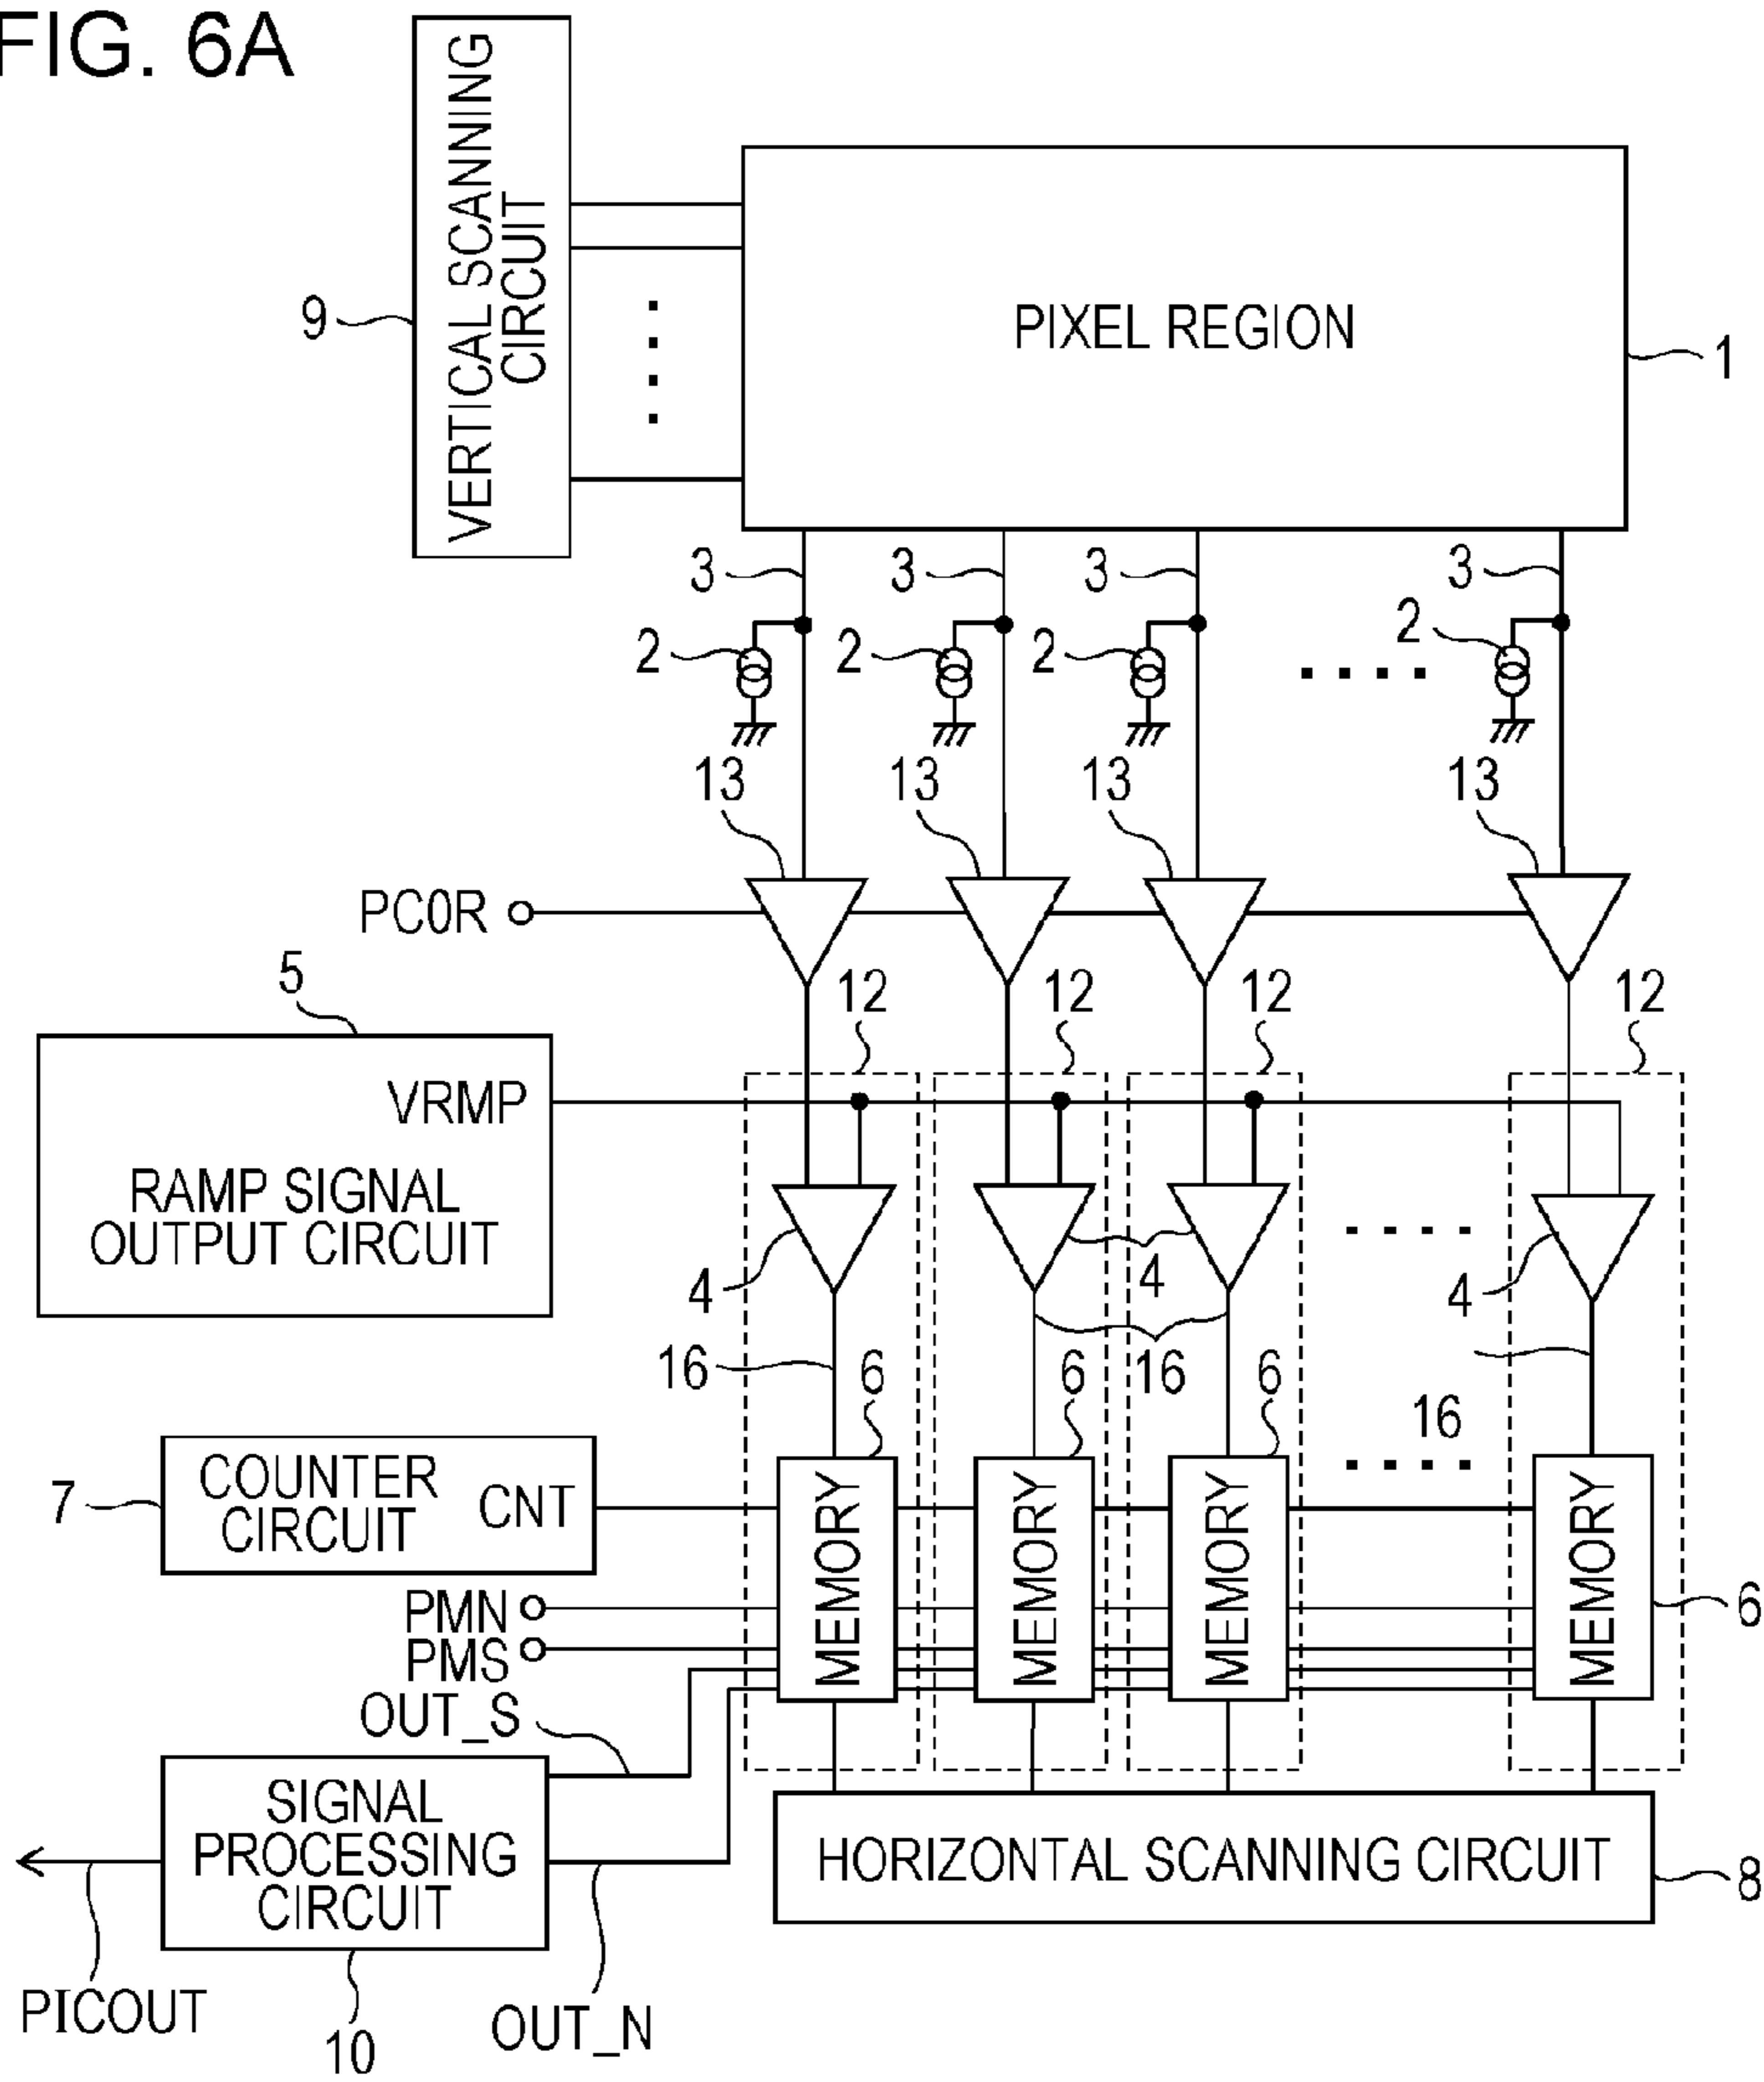 FIG. 6A
VERTICAL SCANNING
CIRCUIT
9
PIXEL REGION
1
3 3 3 3
2 2 2 2
13 13 13 13
PC0R
5
12 12 12 12
VRMP
RAMP SIGNAL
OUTPUT CIRCUIT
4 4 4
16 6 6 16 6
16
7
COUNTER
CIRCUIT
CNT
MEMORY MEMORY MEMORY MEMORY
PMN
6
PMS
OUT_S
SIGNAL
PROCESSING
CIRCUIT
HORIZONTAL SCANNING CIRCUIT
8
PICOUT
10
OUT_N